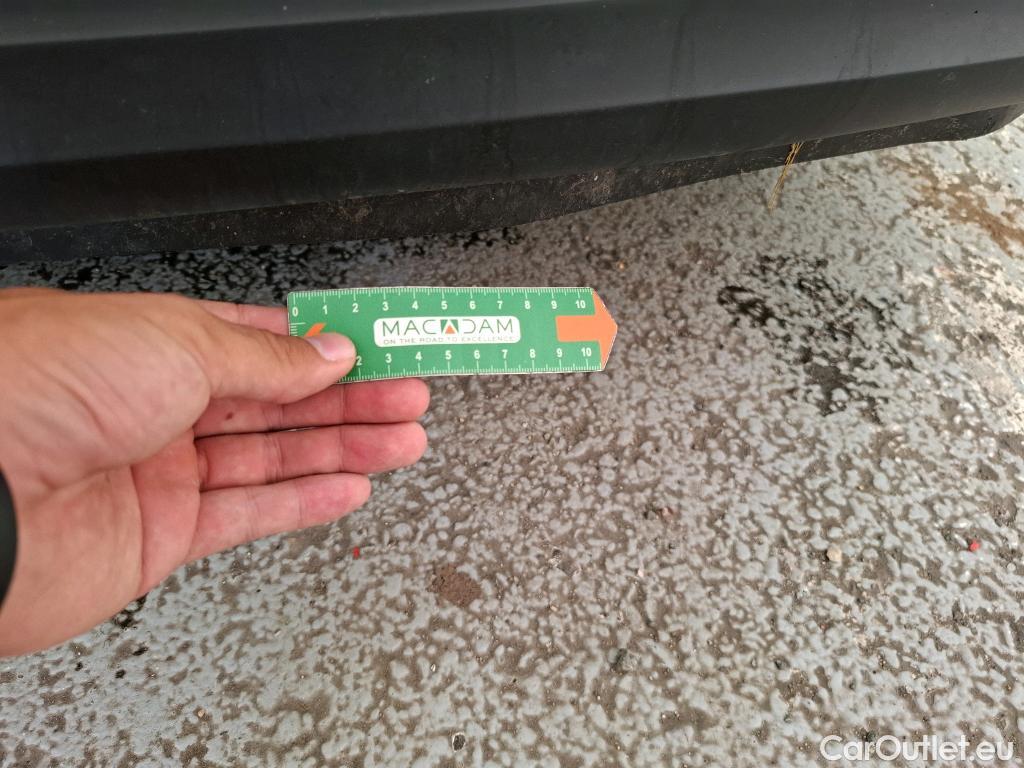 0 1 2 3 4 5 6 7 8 9 10
MACADAM
ON THE ROAD TO EXCELLENCE
2 3 4 5 6 7 8 9 10
CarOutlet.eu